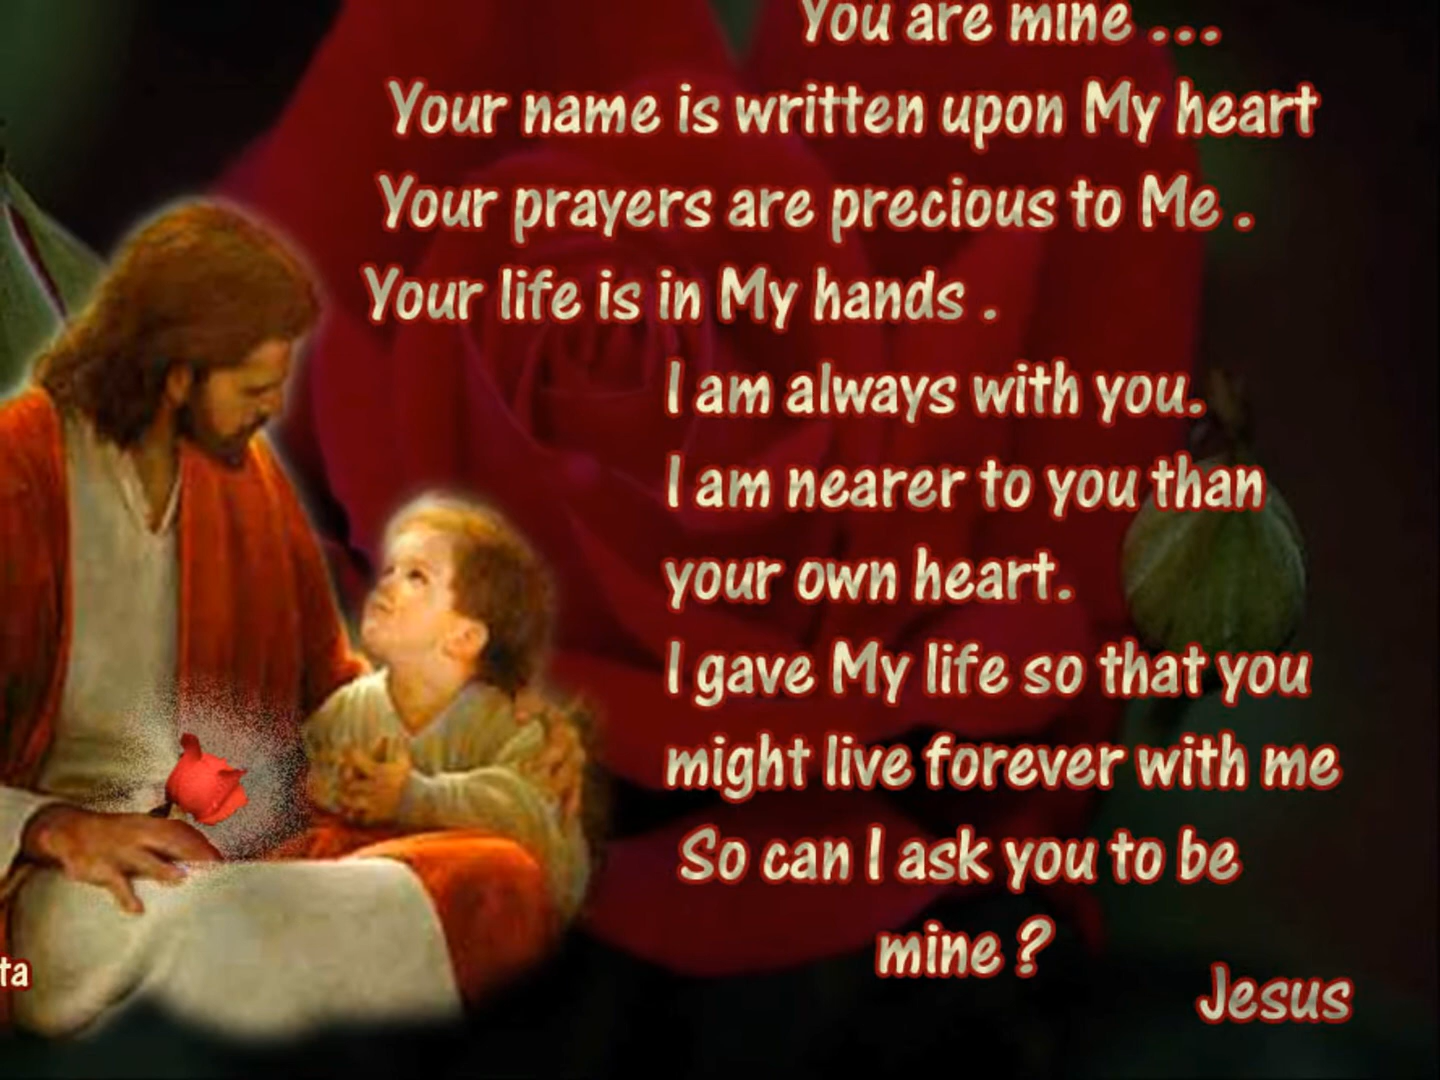 You are mine ...
Your name is written upon My heart
Your prayers are precious to Me .
Your life is in My hands .
I am always with you.
I am nearer to you than
your own heart.
I gave My life so that you
might live forever with me
So can I ask you to be
mine ?
ta
Jesus